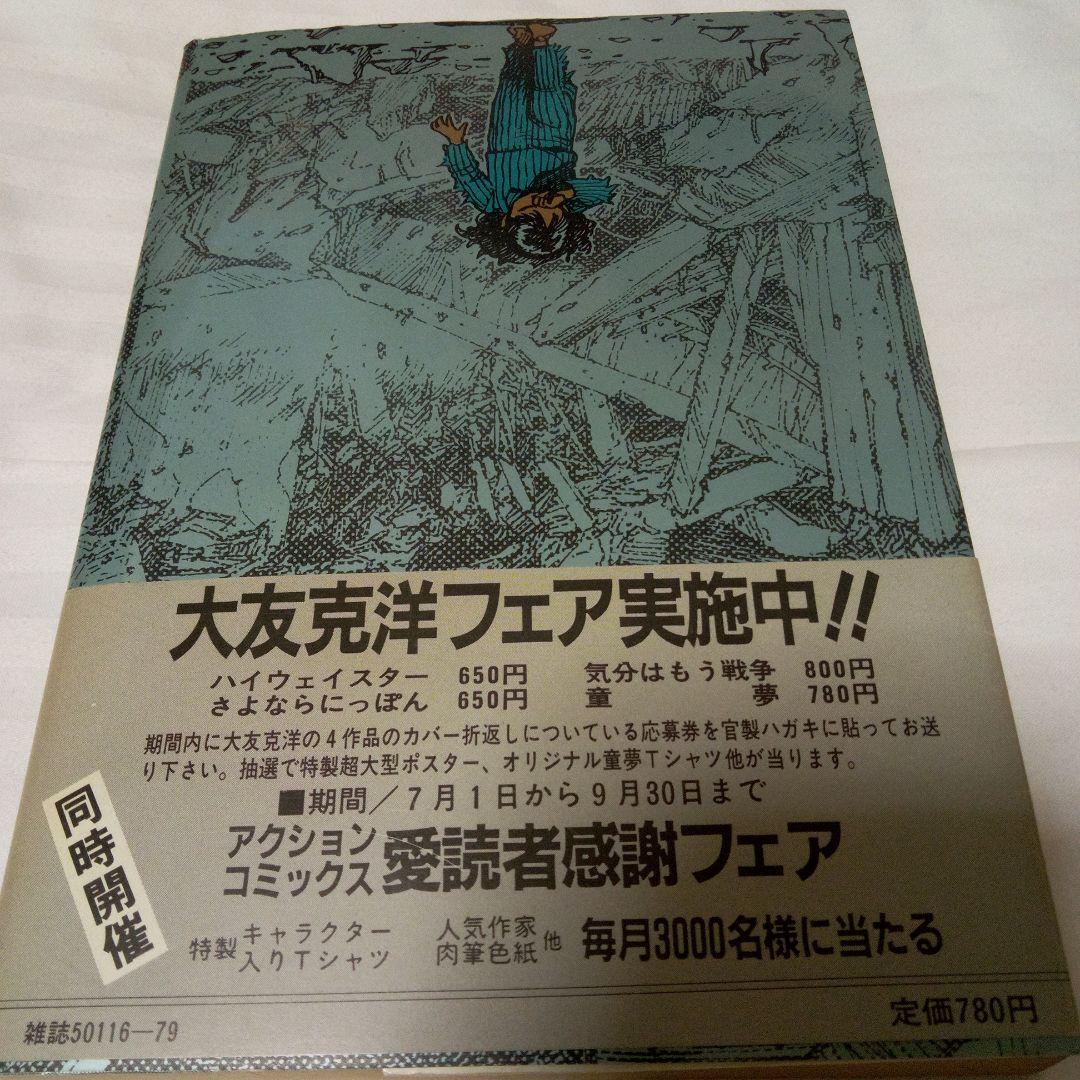 大友克洋フェア実施中!!
ハイウェイスター 650円 気分はもう戦争 800円
さよならにっぽん 650円 童夢 780円
期間内に大友克洋の4作品のカバー折返しについている応募券を官製ハガキに貼ってお送
り下さい。抽選で特製超大型ポスター、オリジナル童夢Tシャツ他が当ります。
■期間/7月1日から9月30日まで
同時開催
アクション
コミックス
愛読者感謝フェア
特製
キャラクター
入りTシャツ
人気作家
肉筆色紙
他
毎月3000名様に当たる
定価780円
雑誌50116—79